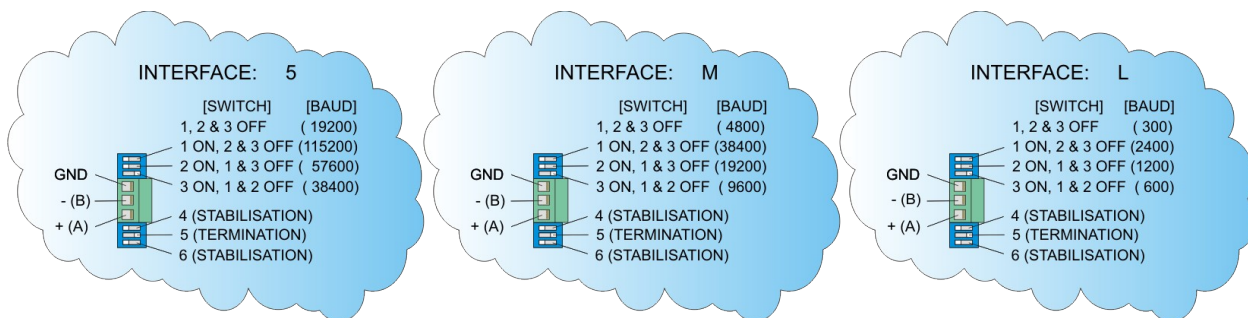 INTERFACE: 5
[SWITCH] [BAUD]
1, 2 & 3 OFF ( 19200)
1 ON, 2 & 3 OFF (115200)
2 ON, 1 & 3 OFF ( 57600)
3 ON, 1 & 2 OFF ( 38400)
GND
- (B)
+ (A)
4 (STABILISATION)
5 (TERMINATION)
6 (STABILISATION)
INTERFACE: M
[SWITCH] [BAUD]
1, 2 & 3 OFF ( 4800)
1 ON, 2 & 3 OFF (38400)
2 ON, 1 & 3 OFF (19200)
3 ON, 1 & 2 OFF ( 9600)
GND
- (B)
+ (A)
4 (STABILISATION)
5 (TERMINATION)
6 (STABILISATION)
INTERFACE: L
[SWITCH] [BAUD]
1, 2 & 3 OFF ( 300)
1 ON, 2 & 3 OFF (2400)
2 ON, 1 & 3 OFF (1200)
3 ON, 1 & 2 OFF ( 600)
GND
- (B)
+ (A)
4 (STABILISATION)
5 (TERMINATION)
6 (STABILISATION)